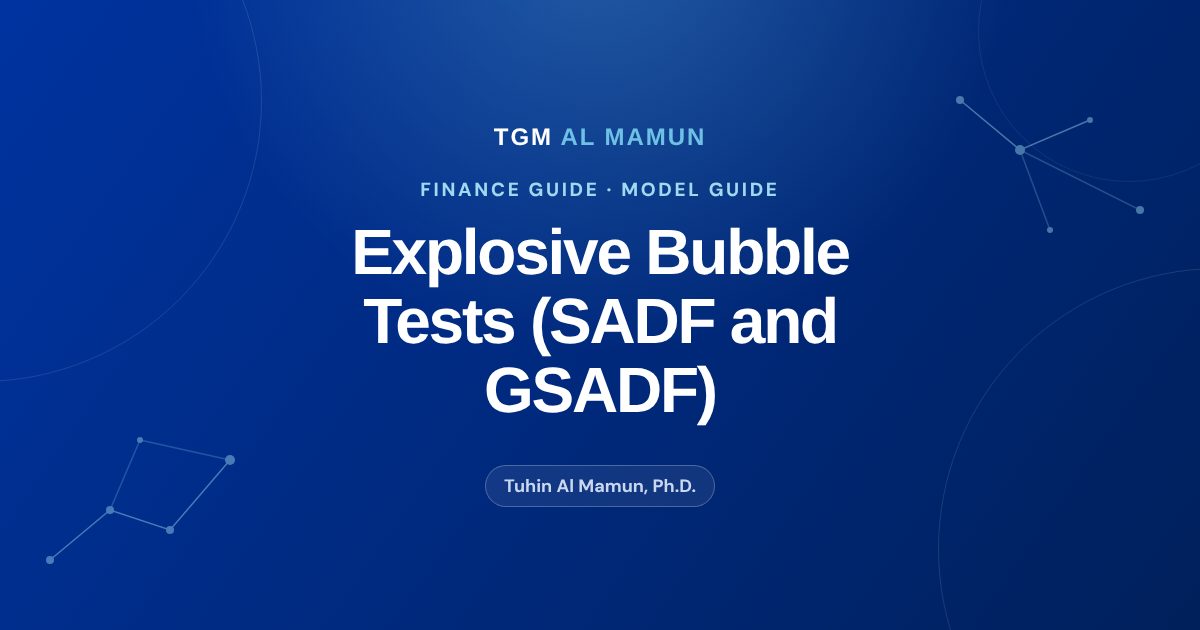 TGM AL MAMUN
FINANCE GUIDE · MODEL GUIDE
Explosive Bubble
Tests (SADF and
GSADF)
Tuhin Al Mamun, Ph.D.